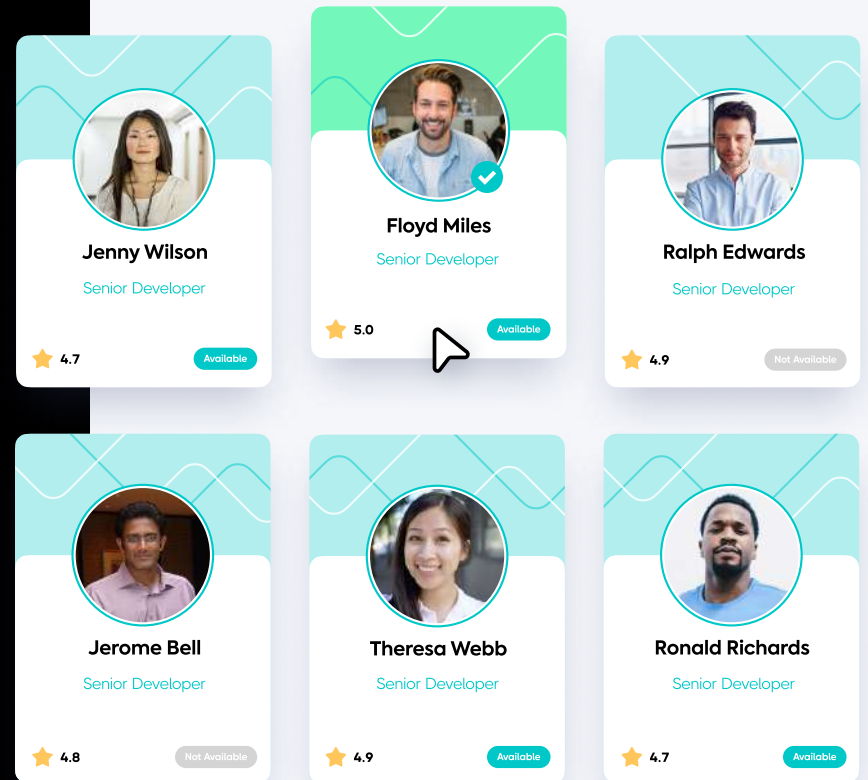 Jenny Wilson
Senior Developer
4.7
Available
Floyd Miles
Senior Developer
5.0
Available
Ralph Edwards
Senior Developer
4.9
Not Available
Jerome Bell
Senior Developer
4.8
Not Available
Theresa Webb
Senior Developer
4.9
Available
Ronald Richards
Senior Developer
4.7
Available